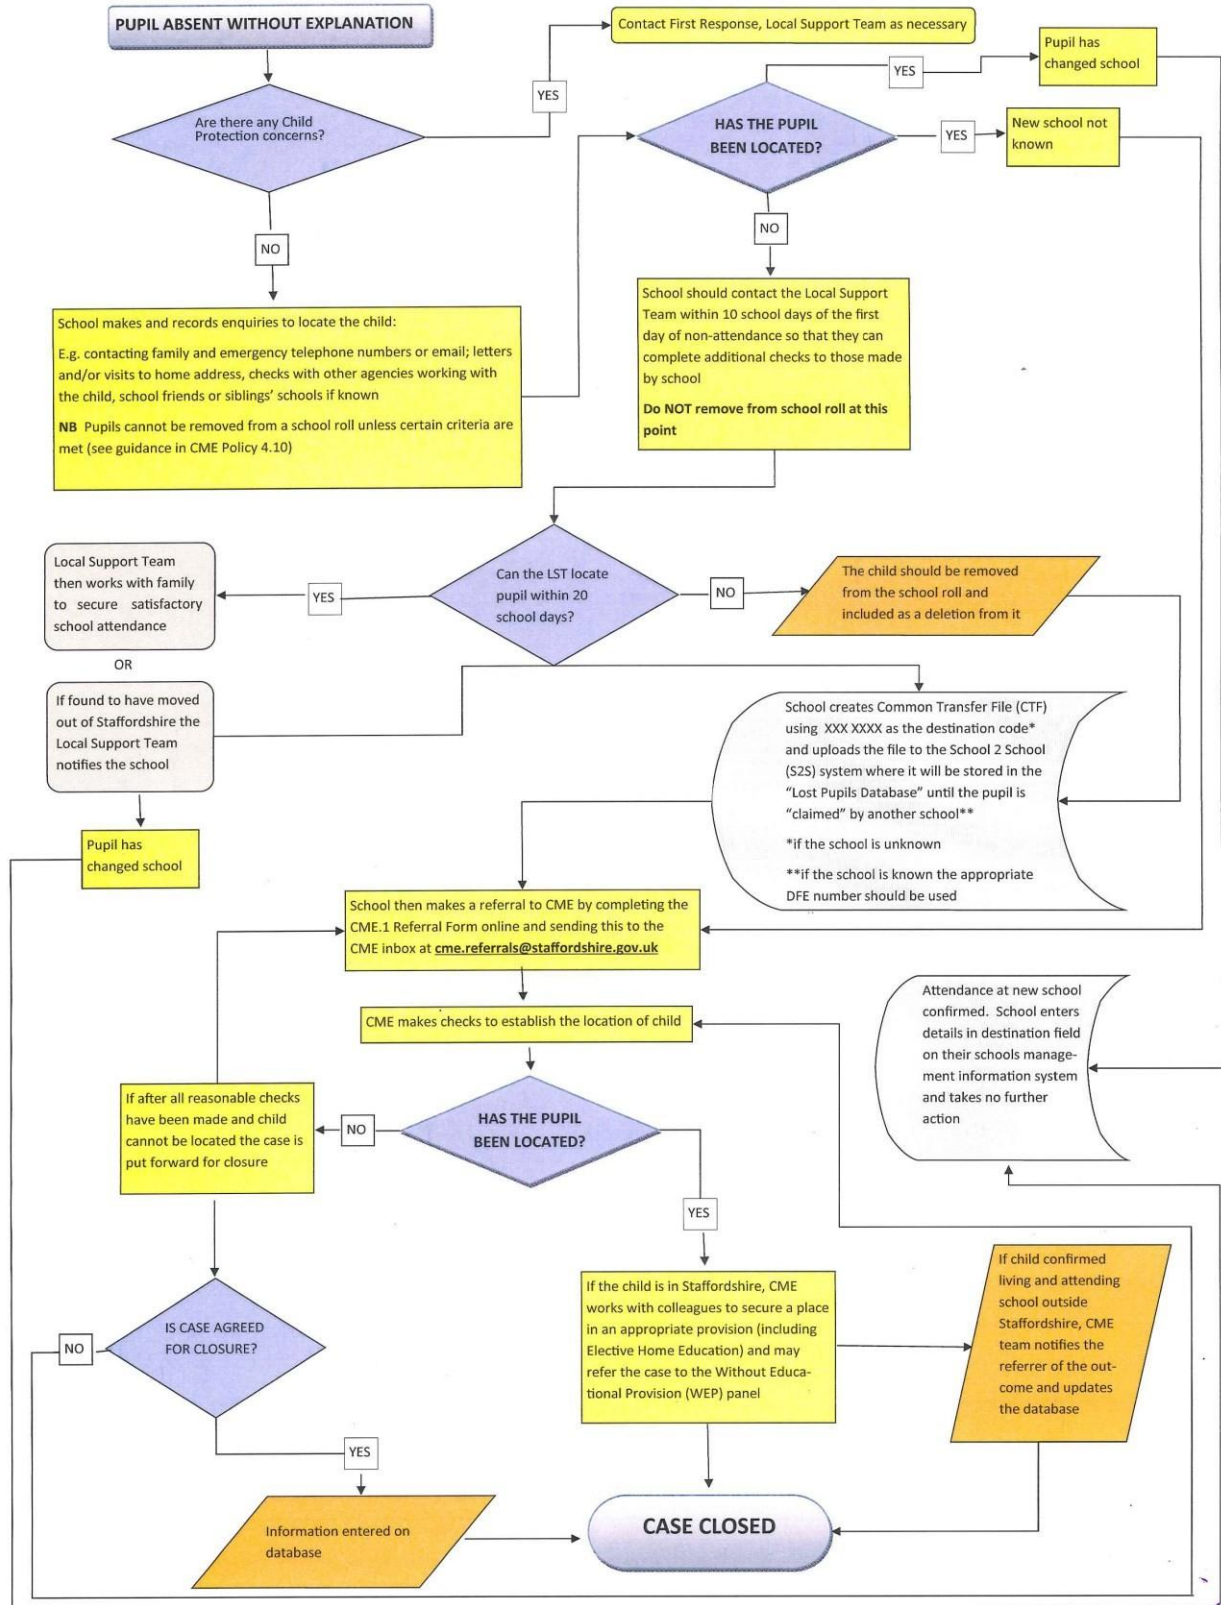 PUPIL ABSENT WITHOUT EXPLANATION
Contact First Response, Local Support Team as necessary
YES
Pupil has
changed school
YES
Are there any Child
Protection concerns?
HAS THE PUPIL
BEEN LOCATED?
YES
New school not
known
NO
NO
School makes and records enquiries to locate the child:
E.g. contacting family and emergency telephone numbers or email; letters
and/or visits to home address, checks with other agencies working with
the child, school friends or siblings' schools if known
NB Pupils cannot be removed from a school roll unless certain criteria are
met (see guidance in CME Policy 4.10)
School should contact the Local Support
Team within 10 school days of the first
day of non-attendance so that they can
complete additional checks to those made
by school
Do NOT remove from school roll at this
point
Local Support Team
then works with family
to secure satisfactory
school attendance
YES
Can the LST locate
pupil within 20
school days?
NO
The child should be removed
from the school roll and
included as a deletion from it
OR
If found to have moved
out of Staffordshire the
Local Support Team
notifies the school
School creates Common Transfer File (CTF)
using XXX XXXX as the destination code*
and uploads the file to the School 2 School
(S2S) system where it will be stored in the
"Lost Pupils Database" until the pupil is
"claimed" by another school**
*if the school is unknown
**if the school is known the appropriate
DFE number should be used
Pupil has
changed school
School then makes a referral to CME by completing the
CME.1 Referral Form online and sending this to the
CME inbox at cme.referrals@staffordshire.gov.uk
CME makes checks to establish the location of child
Attendance at new school
confirmed. School enters
details in destination field
on their schools manage-
ment information system
and takes no further
action
If after all reasonable checks
have been made and child
cannot be located the case is
put forward for closure
NO
HAS THE PUPIL
BEEN LOCATED?
YES
If the child is in Staffordshire, CME
works with colleagues to secure a place
in an appropriate provision (including
Elective Home Education) and may
refer the case to the Without Educa-
tional Provision (WEP) panel
If child confirmed
living and attending
school outside
Staffordshire, CME
team notifies the
referrer of the out-
come and updates
the database
NO
IS CASE AGREED
FOR CLOSURE?
YES
Information entered on
database
CASE CLOSED